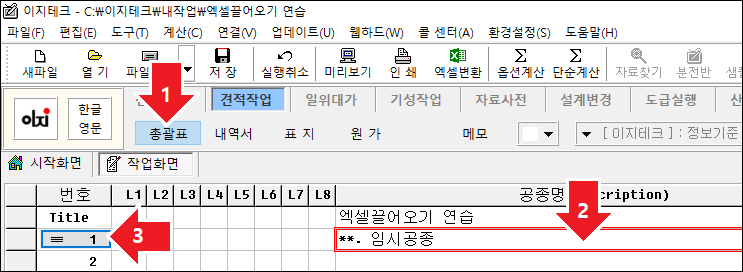 이지테크 - C:₩이지테크₩내작업₩엑셀끌어오기 연습
파일(F) 편집(E) 도구(T) 계산(C) 연결(V) 업데이트(U) 웹하드(W) 콜 센터(A) 환경설정(S) 도움말(H)
새파일 열 기 파일 저 장 실행취소 미리보기 인 쇄 엑셀변환 옵션계산 단순계산 자료찾기 분전반 샘플
1
이지 한글 영문 견적작업 일위대가 기성작업 자료사전 설계변경 도급실행 산
총괄표 내역서 표 지 원 가 메모 [ 이지테크 ] : 정보기준
시작화면 작업화면
번호 L1 L2 L3 L4 L5 L6 L7 L8 공종명 cription)
2
Title 엑셀끌어오기 연습
1 3 **. 임시공종
2